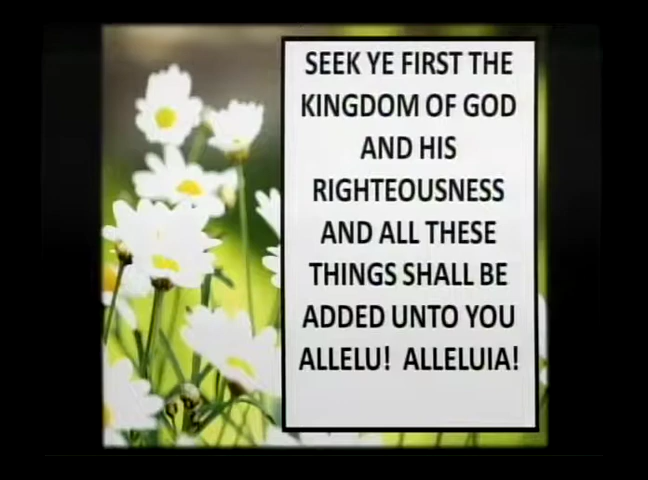 SEEK YE FIRST THE
KINGDOM OF GOD
AND HIS
RIGHTEOUSNESS
AND ALL THESE
THINGS SHALL BE
ADDED UNTO YOU
ALLELU!  ALLELUIA!